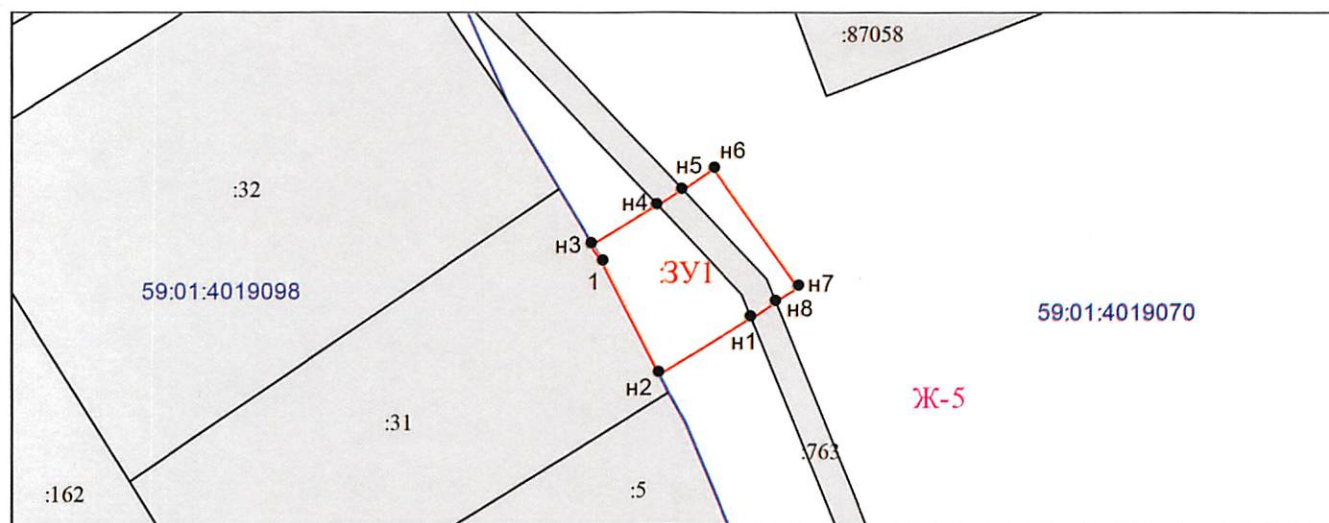 :87058
н6
н5
:32
н4
н3
1
:ЗУ1
н7
59:01:4019098
н8
59:01:4019070
н1
н2
Ж-5
:31
:763
:162
:5